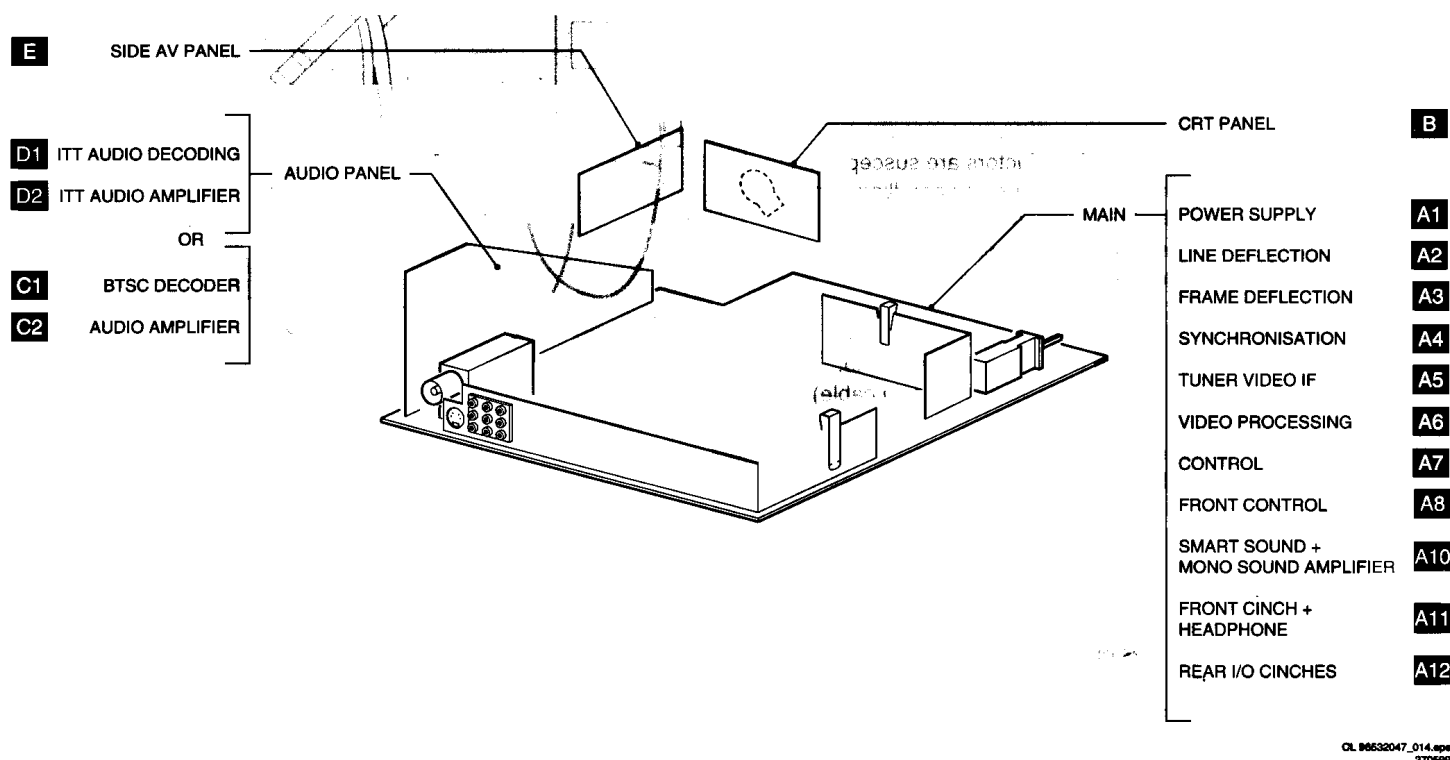 E SIDE AV PANEL
D1 ITT AUDIO DECODING
D2 ITT AUDIO AMPLIFIER
AUDIO PANEL
OR
C1 BTSC DECODER
C2 AUDIO AMPLIFIER
CRT PANEL B
MAIN
POWER SUPPLY A1
LINE DEFLECTION A2
FRAME DEFLECTION A3
SYNCHRONISATION A4
TUNER VIDEO IF A5
VIDEO PROCESSING A6
CONTROL A7
FRONT CONTROL A8
SMART SOUND +
MONO SOUND AMPLIFIER A10
FRONT CINCH +
HEADPHONE A11
REAR I/O CINCHES A12
CL 96532047_014.eps